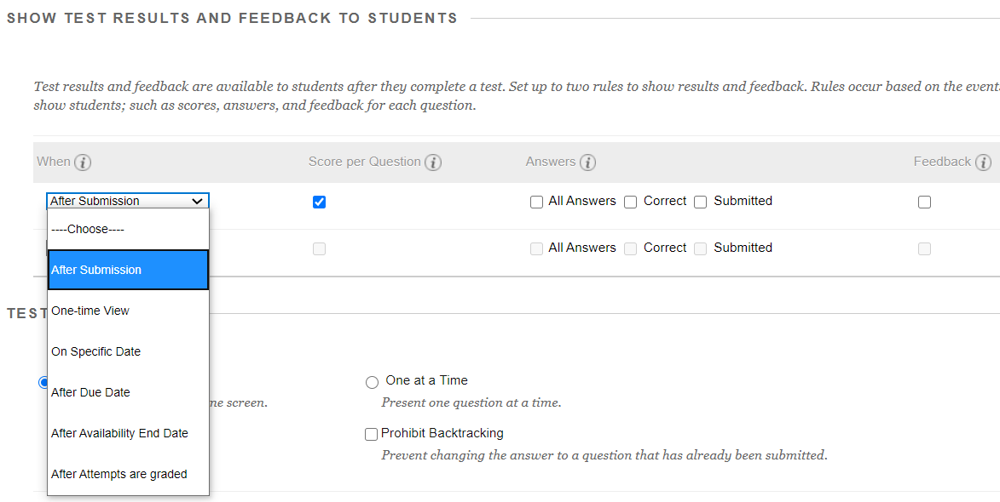 SHOW TEST RESULTS AND FEEDBACK TO STUDENTS
Test results and feedback are available to students after they complete a test. Set up to two rules to show results and feedback. Rules occur based on the event
show students; such as scores, answers, and feedback for each question.
When Score per Question Answers Feedback
After Submission All Answers Correct Submitted
----Choose----
All Answers Correct Submitted
After Submission
TEST
One-time View
On Specific Date
One at a Time
After Due Date
screen. Present one question at a time.
After Availability End Date Prohibit Backtracking
Prevent changing the answer to a question that has already been submitted.
After Attempts are graded